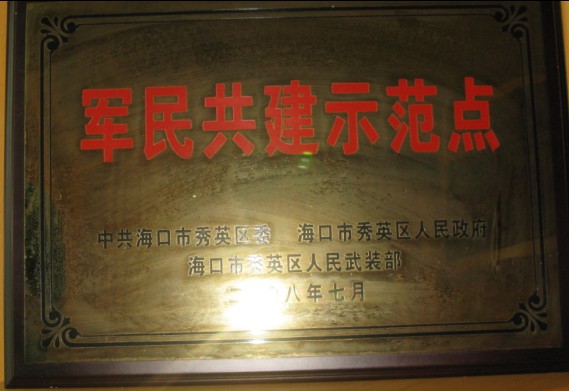 军民共建示范点
中共海口市秀英区委 海口市秀英区人民政府
海口市秀英区人民武装部
二 八年七月